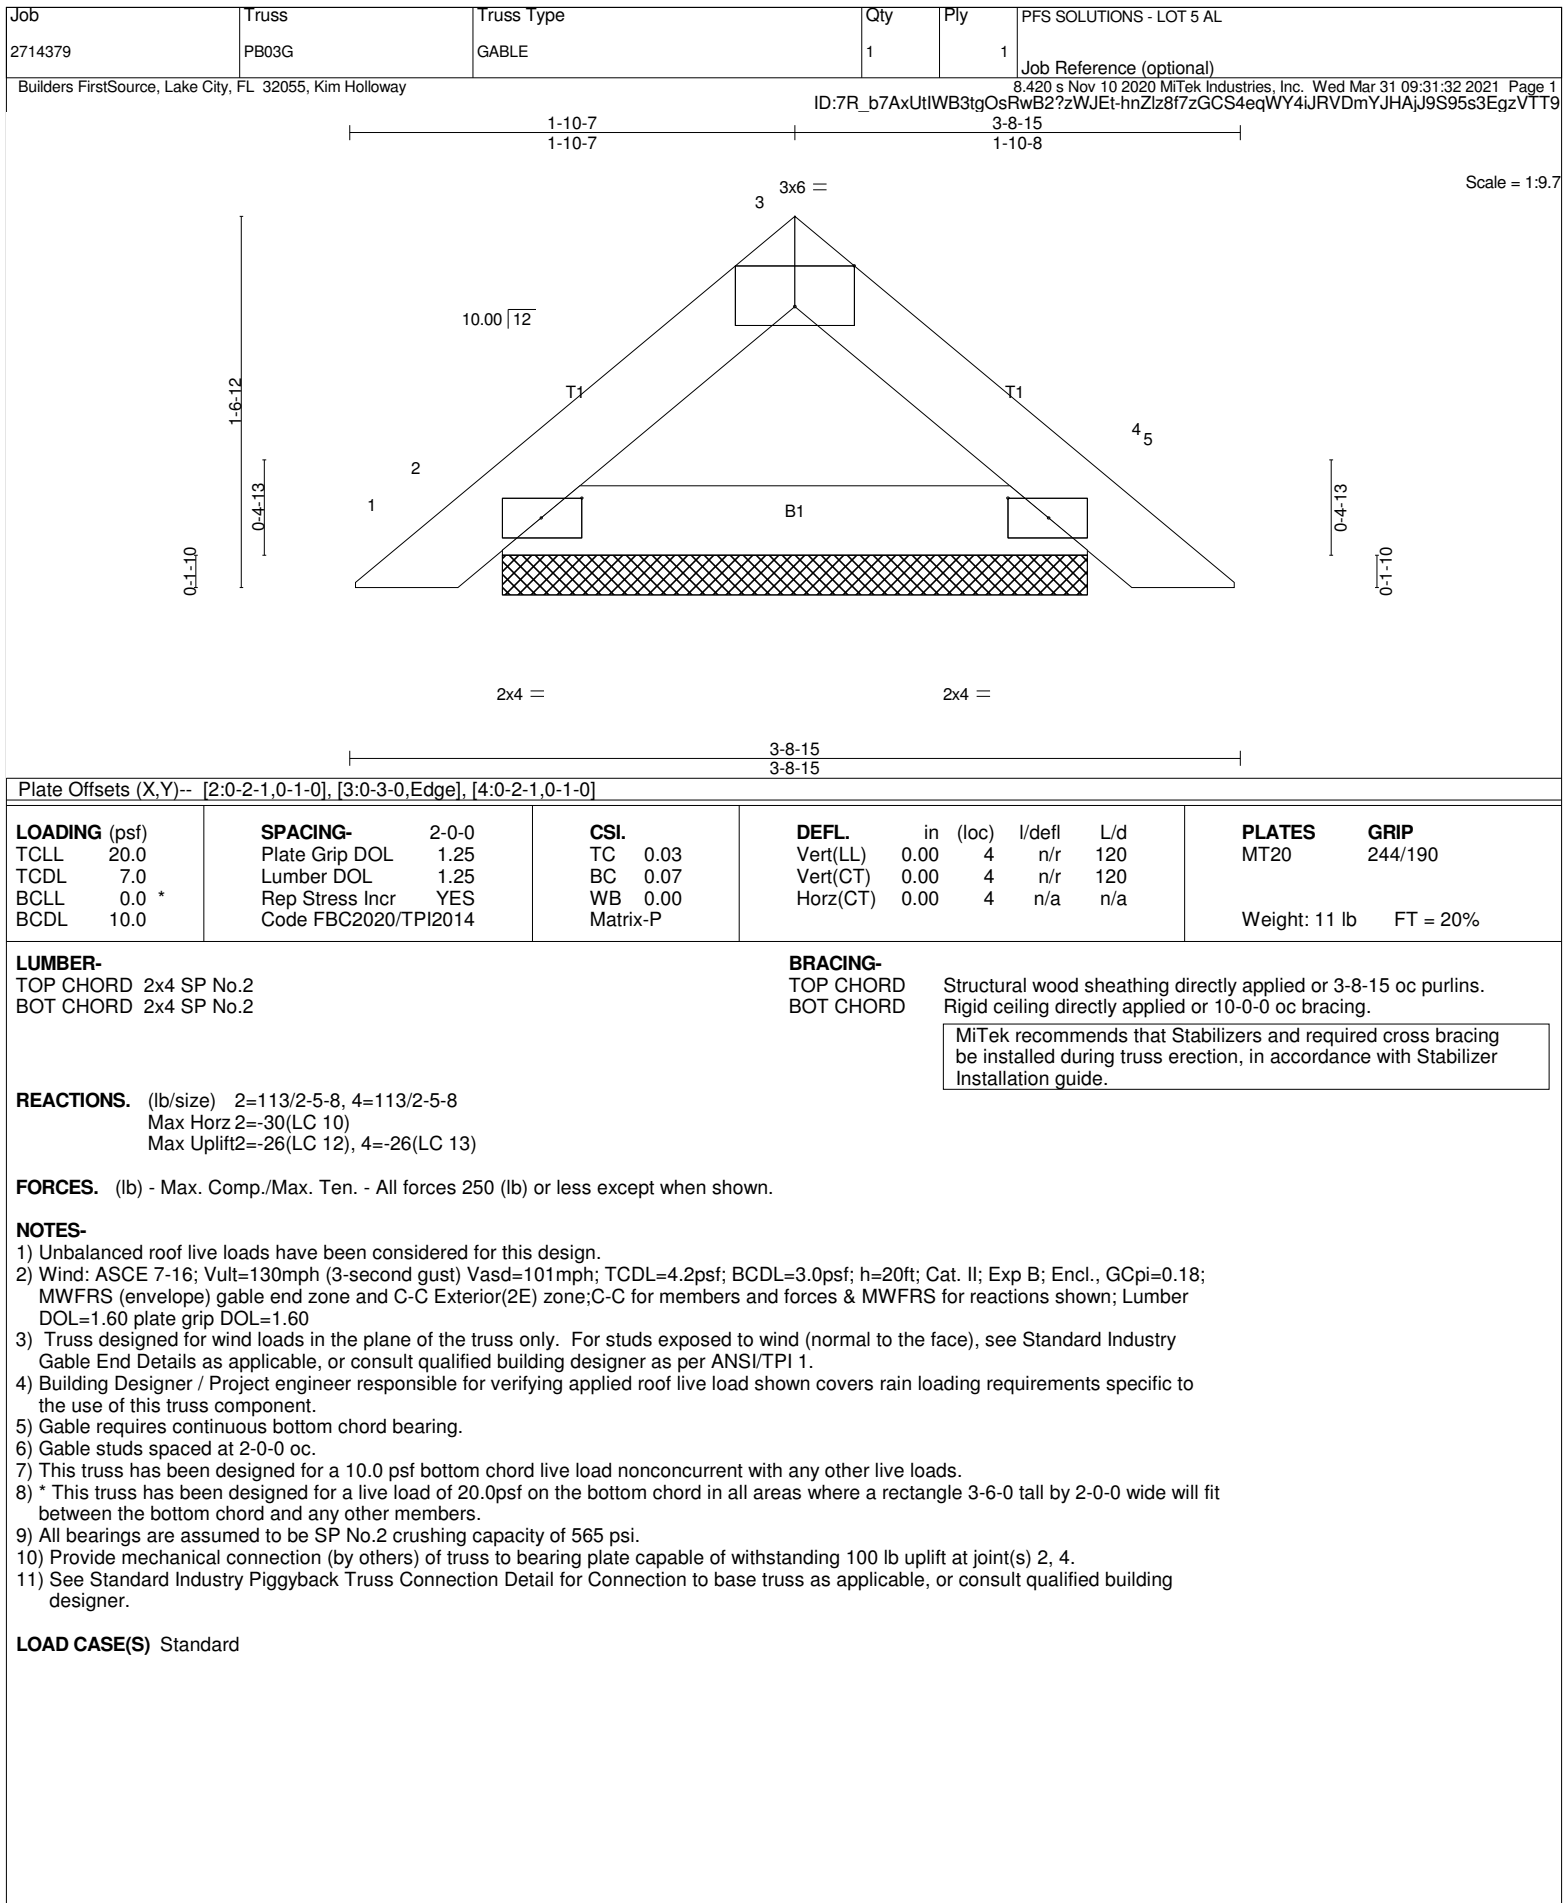 Job Truss Truss Type Qty Ply PFS SOLUTIONS - LOT 5 AL
2714379 PB03G GABLE 1 1
Job Reference (optional)
Builders FirstSource, Lake City, FL 32055, Kim Holloway 8.420 s Nov 10 2020 MiTek Industries, Inc. Wed Mar 31 09:31:32 2021 Page 1
ID:7R_b7AxUtIWB3tgOsRwB2?zWJEt-hnZlz8f7zGCS4eqWY4iJRVDmYJHAjJ9S95s3EgzVTT9
1-10-7 3-8-15
1-10-7 1-10-8
Scale = 1:9.7
3x6 =
3
10.00 12
1-6-12
T1 T1
4
5
2
0-4-13 0-4-13
1
B1
0-1-10 0-1-10
2x4 = 2x4 =
3-8-15
3-8-15
Plate Offsets (X,Y)-- [2:0-2-1,0-1-0], [3:0-3-0,Edge], [4:0-2-1,0-1-0]
LOADING (psf) SPACING- 2-0-0 CSI. DEFL. in (loc) l/defl L/d PLATES GRIP
TCLL 20.0 Plate Grip DOL 1.25 TC 0.03 Vert(LL) 0.00 4 n/r 120 MT20 244/190
TCDL 7.0 Lumber DOL 1.25 BC 0.07 Vert(CT) 0.00 4 n/r 120
BCLL 0.0 * Rep Stress Incr YES WB 0.00 Horz(CT) 0.00 4 n/a n/a
BCDL 10.0 Code FBC2020/TPI2014 Matrix-P Weight: 11 lb FT = 20%
LUMBER- BRACING-
TOP CHORD 2x4 SP No.2 TOP CHORD Structural wood sheathing directly applied or 3-8-15 oc purlins.
BOT CHORD 2x4 SP No.2 BOT CHORD Rigid ceiling directly applied or 10-0-0 oc bracing.
MiTek recommends that Stabilizers and required cross bracing
be installed during truss erection, in accordance with Stabilizer
Installation guide.
REACTIONS. (lb/size) 2=113/2-5-8, 4=113/2-5-8
Max Horz 2=-30(LC 10)
Max Uplift2=-26(LC 12), 4=-26(LC 13)
FORCES. (lb) - Max. Comp./Max. Ten. - All forces 250 (lb) or less except when shown.
NOTES-
1) Unbalanced roof live loads have been considered for this design.
2) Wind: ASCE 7-16; Vult=130mph (3-second gust) Vasd=101mph; TCDL=4.2psf; BCDL=3.0psf; h=20ft; Cat. II; Exp B; Encl., GCpi=0.18;
MWFRS (envelope) gable end zone and C-C Exterior(2E) zone;C-C for members and forces & MWFRS for reactions shown; Lumber
DOL=1.60 plate grip DOL=1.60
3) Truss designed for wind loads in the plane of the truss only. For studs exposed to wind (normal to the face), see Standard Industry
Gable End Details as applicable, or consult qualified building designer as per ANSI/TPI 1.
4) Building Designer / Project engineer responsible for verifying applied roof live load shown covers rain loading requirements specific to
the use of this truss component.
5) Gable requires continuous bottom chord bearing.
6) Gable studs spaced at 2-0-0 oc.
7) This truss has been designed for a 10.0 psf bottom chord live load nonconcurrent with any other live loads.
8) * This truss has been designed for a live load of 20.0psf on the bottom chord in all areas where a rectangle 3-6-0 tall by 2-0-0 wide will fit
between the bottom chord and any other members.
9) All bearings are assumed to be SP No.2 crushing capacity of 565 psi.
10) Provide mechanical connection (by others) of truss to bearing plate capable of withstanding 100 lb uplift at joint(s) 2, 4.
11) See Standard Industry Piggyback Truss Connection Detail for Connection to base truss as applicable, or consult qualified building
designer.
LOAD CASE(S) Standard